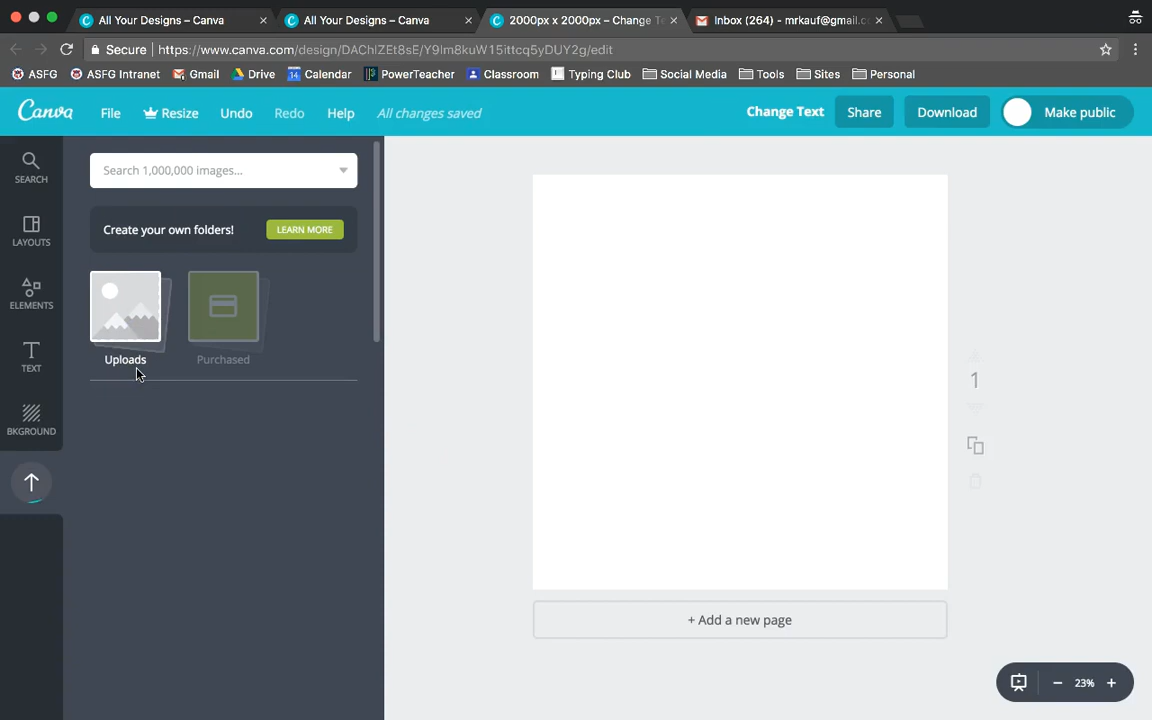 All Your Designs – Canva
All Your Designs – Canva
2000px x 2000px – Change Te
Inbox (264) - mrkauf@gmail.c
Secure
https://www.canva.com/design/DAChIZEt8sE/Y9Im8kuW15ittcq5yDUY2g/edit
ASFG
ASFG Intranet
Gmail
Drive
Calendar
PowerTeacher
Classroom
Typing Club
Social Media
Tools
Sites
Personal
Canva
File
Resize
Undo
Redo
Help
All changes saved
Change Text
Share
Download
Make public
SEARCH
LAYOUTS
ELEMENTS
TEXT
BKGROUND
Search 1,000,000 images...
Create your own folders!
LEARN MORE
Uploads
Purchased
1
+ Add a new page
23%